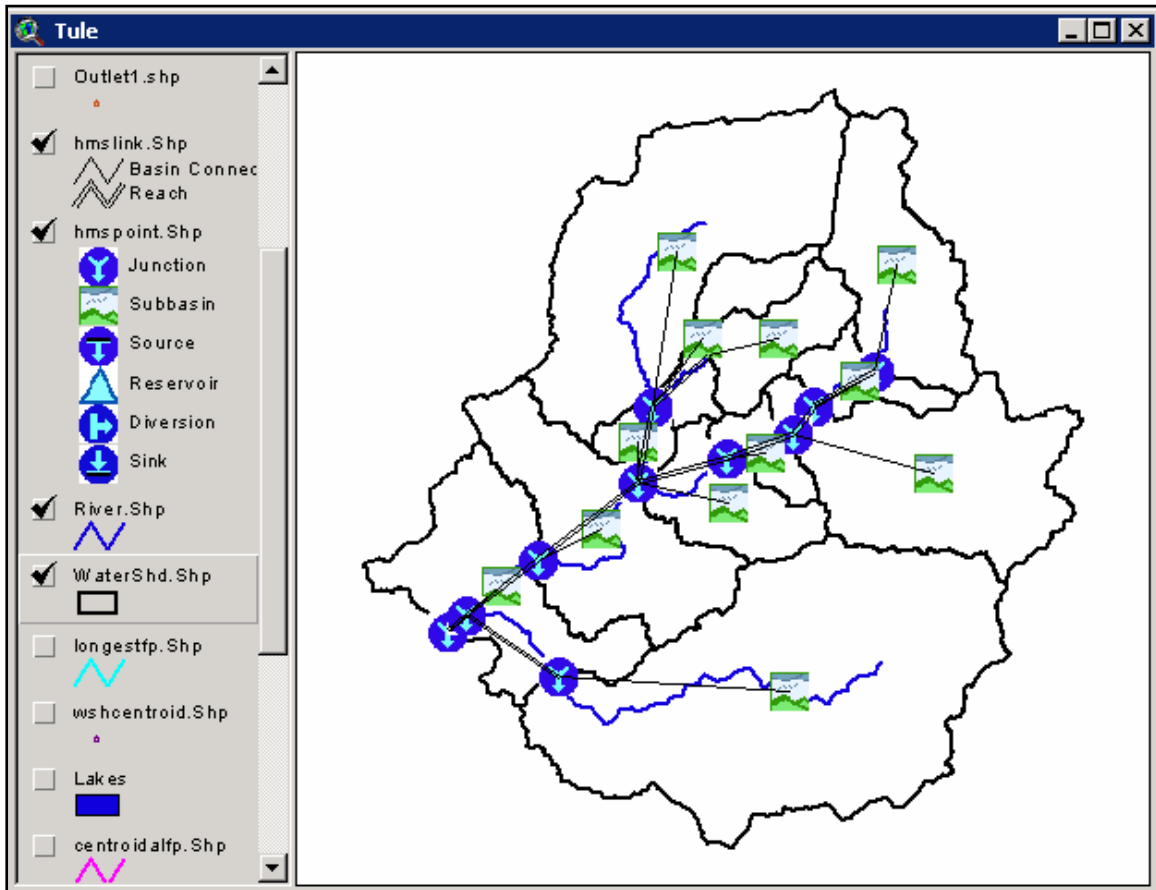 Tule
Outlet1.shp
hmslink.Shp
Basin Connec
Reach
hmspoint.Shp
Junction
Subbasin
Source
Reservoir
Diversion
Sink
River.Shp
WaterShd.Shp
longestfp.Shp
wshcentroid.Shp
Lakes
centroidalfp.Shp